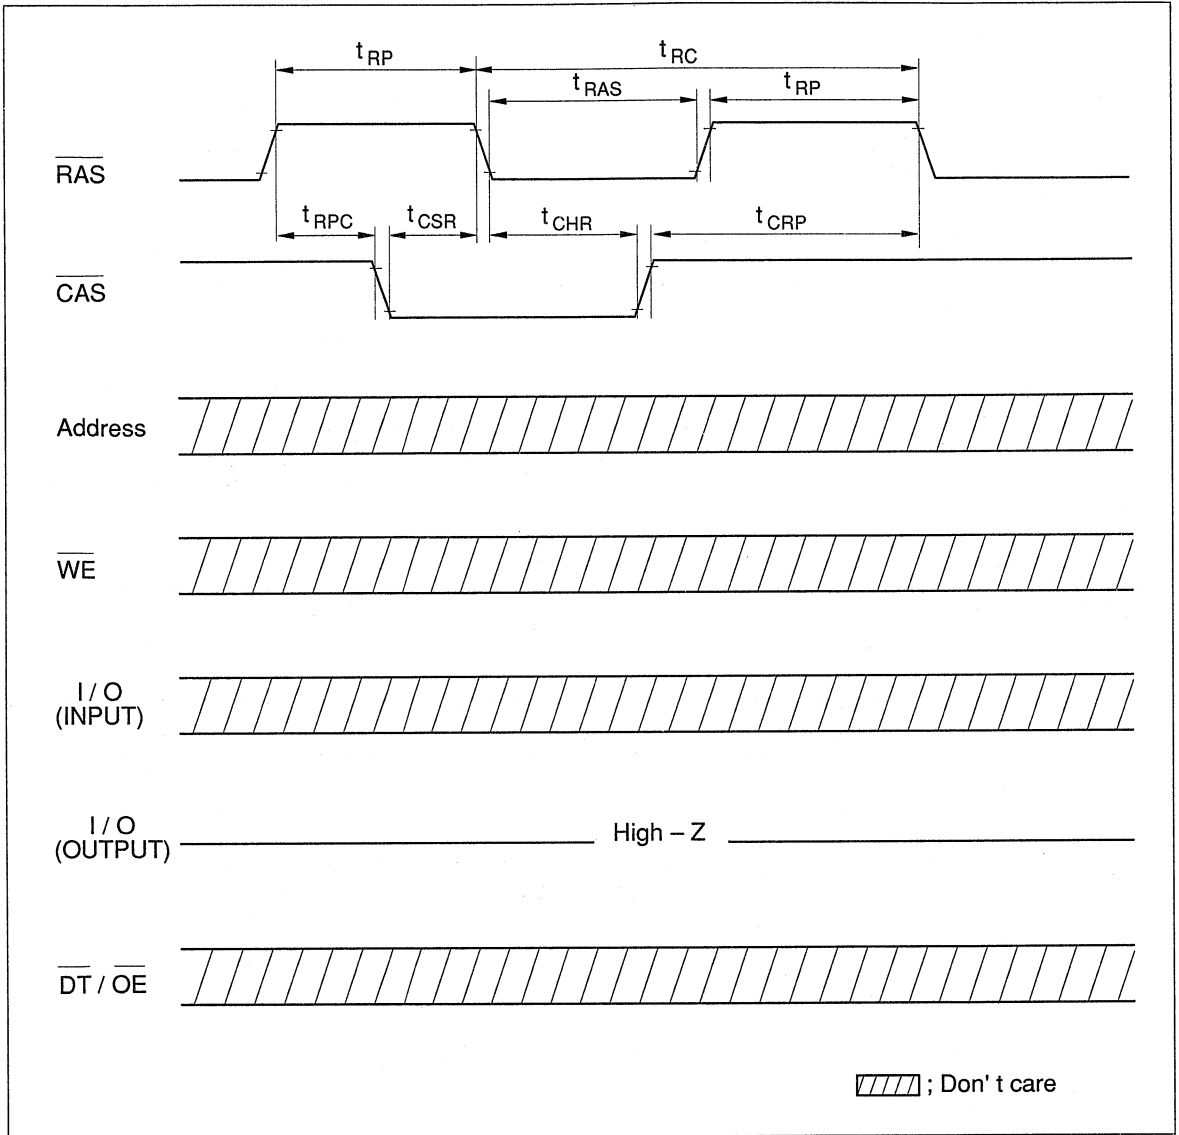 tRP
tRC
tRAS
tRP
RAS
tRPC
tCSR
tCHR
tCRP
CAS
Address
WE
I / O
(INPUT)
I / O
(OUTPUT)
High – Z
DT / OE
; Don' t care